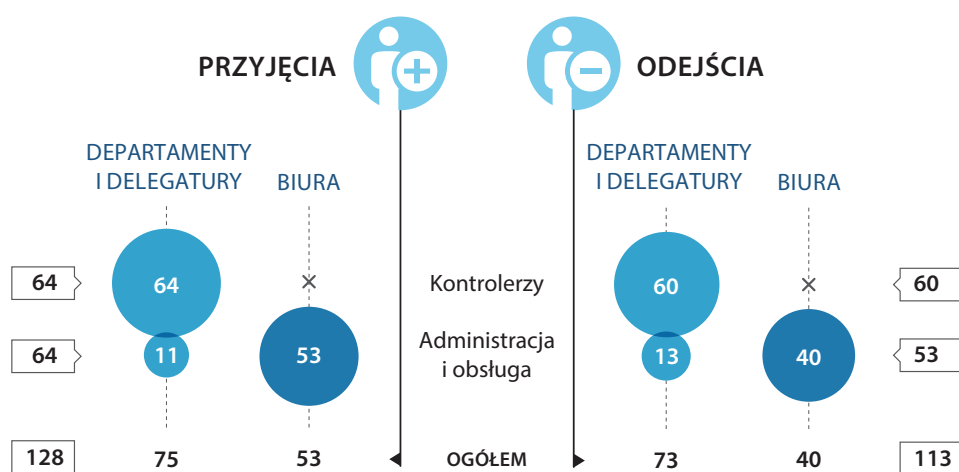 PRZYJĘCIA
ODEJŚCIA
DEPARTAMENTY
I DELEGATURY
BIURA
DEPARTAMENTY
I DELEGATURY
BIURA
64
64
×
Kontrolerzy
60
×
60
64
11
53
Administracja
i obsługa
13
40
53
128
75
53
OGÓŁEM
73
40
113